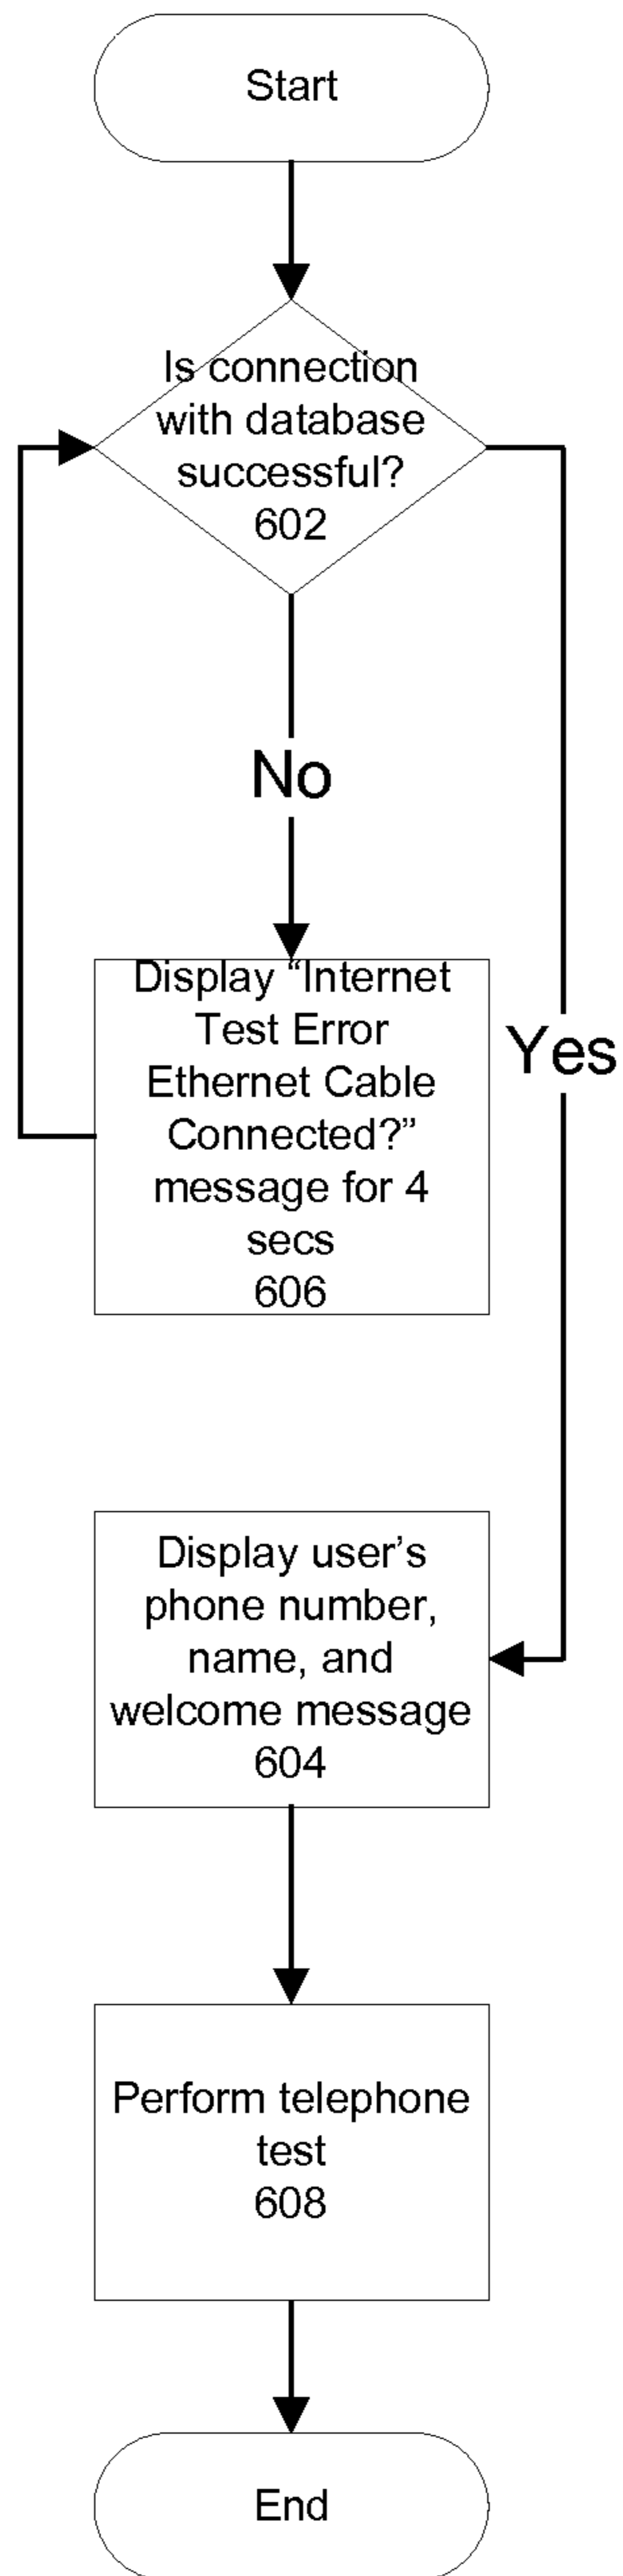 Start
Is connection
with database
successful?
602
No
Display “Internet
Test Error
Ethernet Cable
Connected?”
message for 4
secs
606
Yes
Display user’s
phone number,
name, and
welcome message
604
Perform telephone
test
608
End